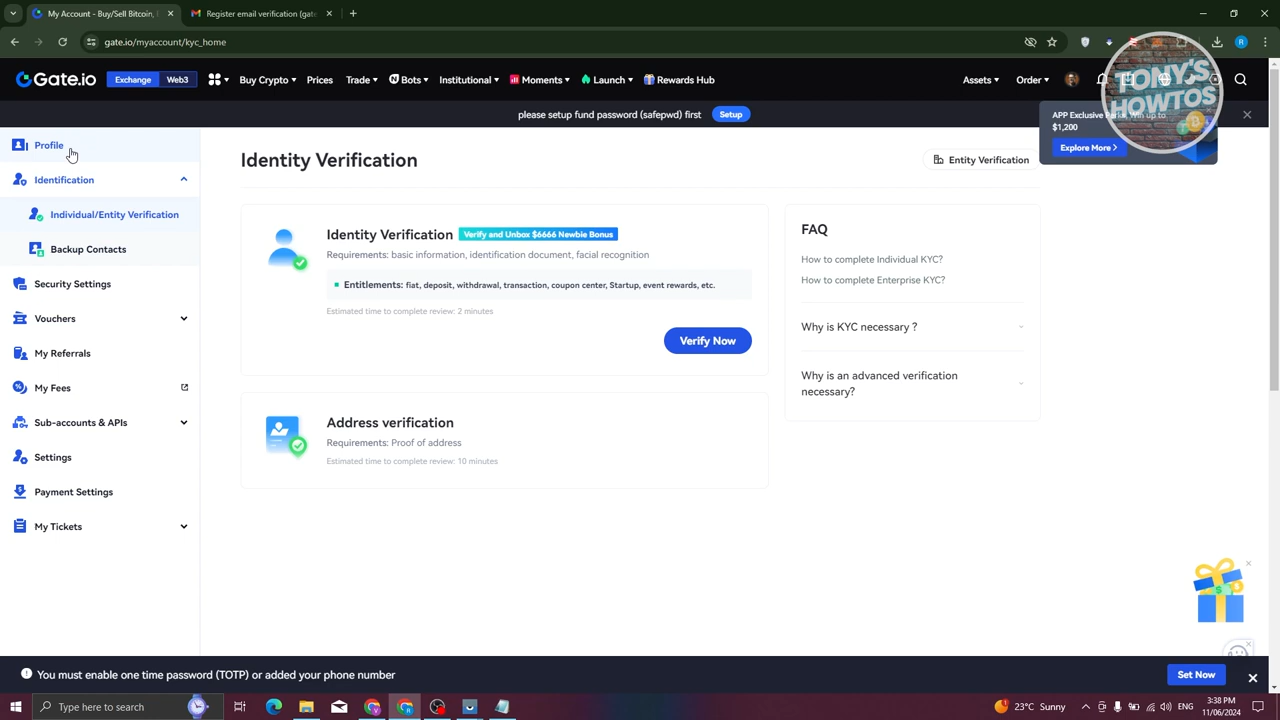 My Account - Buy/Sell Bitcoin,
Register email verification (gate
gate.io/myaccount/kyc_home
R
Gate.io
Exchange
Web3
Buy Crypto
Prices
Trade
Bots
Institutional
Moments
Launch
Rewards Hub
Assets
Order
TONY'S
HOWTOS
please setup fund password (safepwd) first
Setup
APP Exclusive Perks, Win up to
$1,200
Explore More
Profile
Identification
Individual/Entity Verification
Backup Contacts
Security Settings
Vouchers
My Referrals
My Fees
Sub-accounts & APIs
Settings
Payment Settings
My Tickets
Identity Verification
Entity Verification
Identity Verification
Verify and Unbox $6666 Newbie Bonus
Requirements: basic information, identification document, facial recognition
Entitlements: fiat, deposit, withdrawal, transaction, coupon center, Startup, event rewards, etc.
Estimated time to complete review: 2 minutes
Verify Now
Address verification
Requirements: Proof of address
Estimated time to complete review: 10 minutes
FAQ
How to complete Individual KYC?
How to complete Enterprise KYC?
Why is KYC necessary ?
Why is an advanced verification
necessary?
You must enable one time password (TOTP) or added your phone number
Set Now
Type here to search
23°C Sunny
3:38 PM
11/06/2024